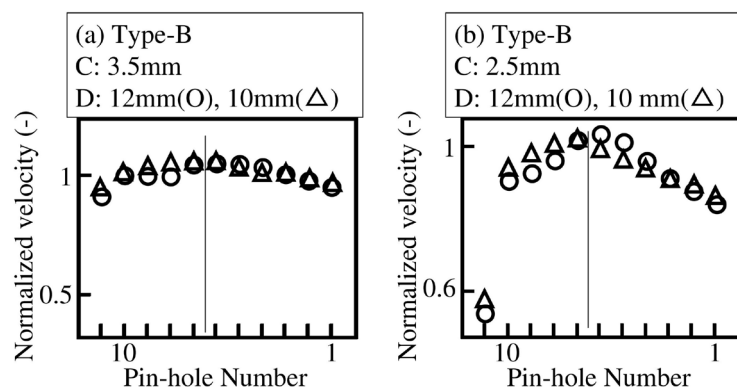 (a) Type-B
C: 3.5mm
D: 12mm(O), 10mm(△)
Normalized velocity (-)
1
0.5
10
1
Pin-hole Number
(b) Type-B
C: 2.5mm
D: 12mm(O), 10 mm(△)
Normalized velocity (-)
1
0.6
10
1
Pin-hole Number